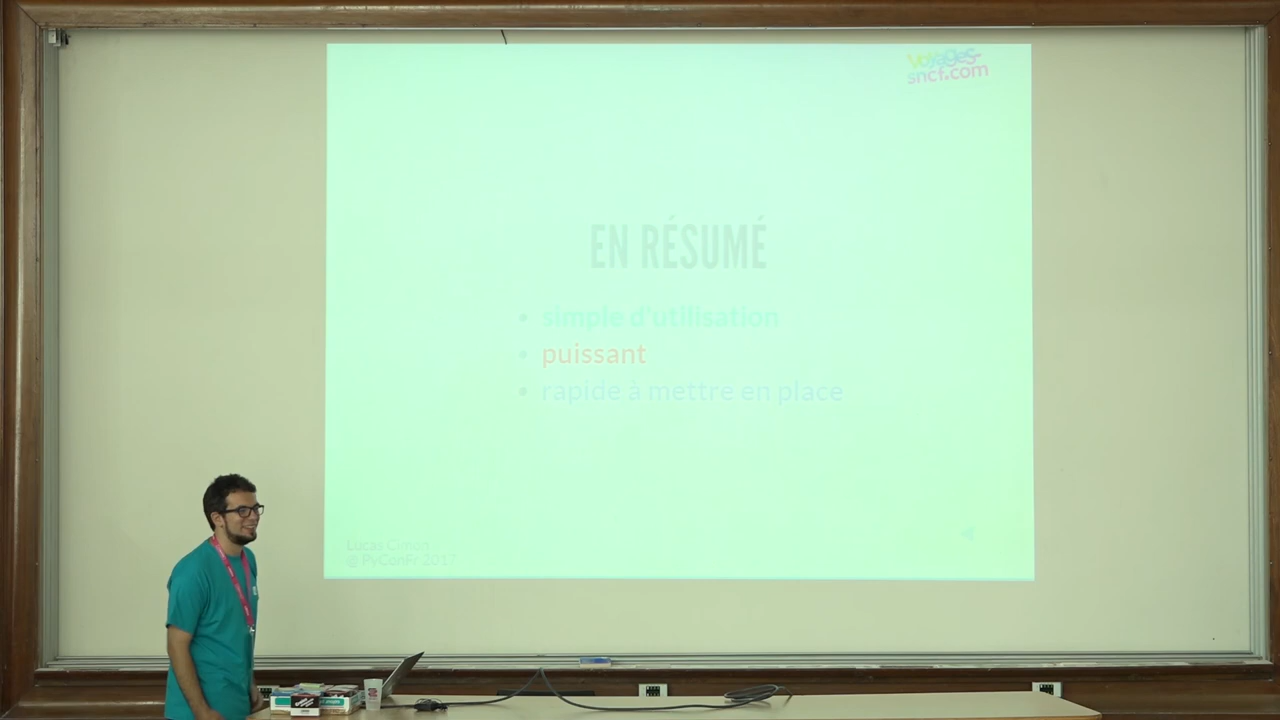 voyages-
sncf.com
EN RÉSUMÉ
• simple d'utilisation
• puissant
• rapide à mettre en place
Lucas Cimon
@ PyConFr 2017